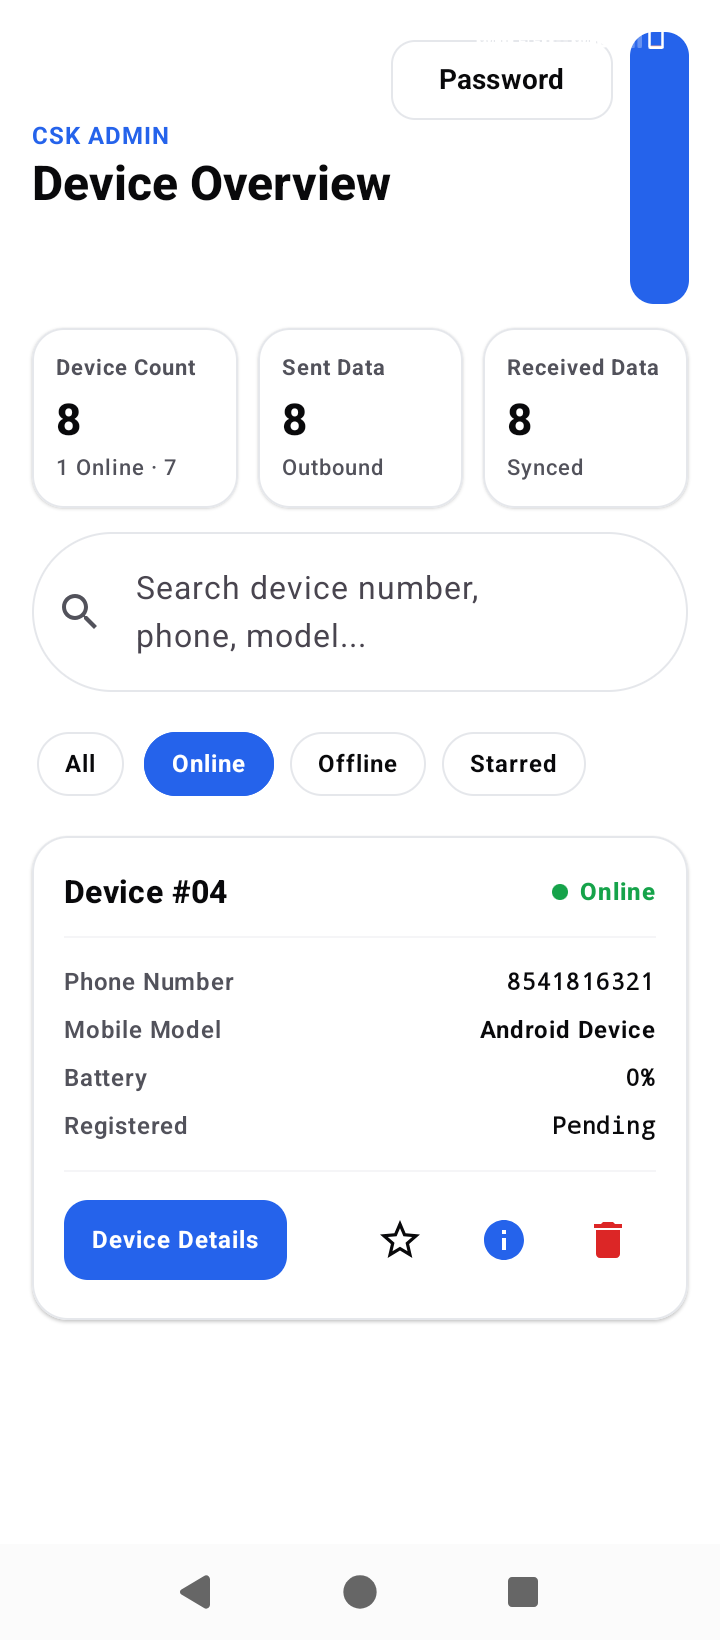 Password
CSK ADMIN
Device Overview
Device Count
8
1 Online · 7
Sent Data
8
Outbound
Received Data
8
Synced
Search device number,
phone, model...
All
Online
Offline
Starred
Device #04
Online
Phone Number
8541816321
Mobile Model
Android Device
Battery
0%
Registered
Pending
Device Details